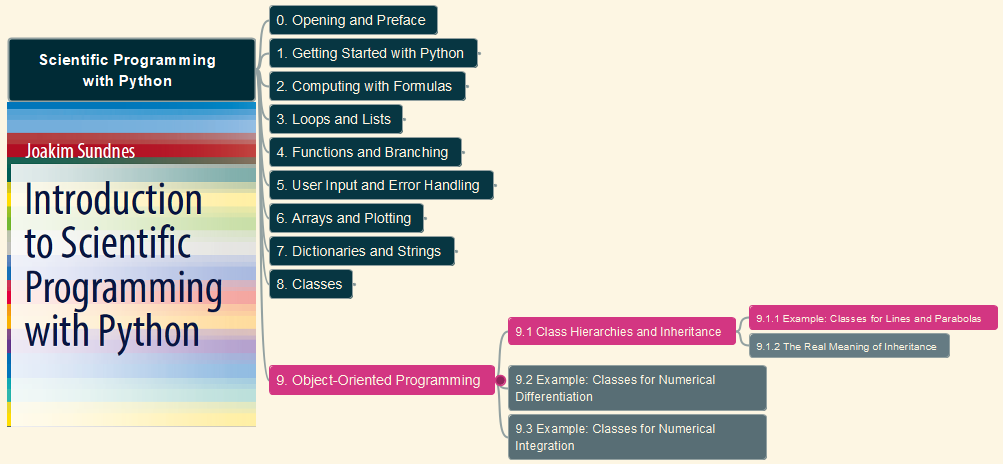 Scientific Programming
with Python
Joakim Sundnes
Introduction
to Scientific
Programming
with Python
0. Opening and Preface
1. Getting Started with Python
2. Computing with Formulas
3. Loops and Lists
4. Functions and Branching
5. User Input and Error Handling
6. Arrays and Plotting
7. Dictionaries and Strings
8. Classes
9. Object-Oriented Programming
9.1 Class Hierarchies and Inheritance
9.1.1 Example: Classes for Lines and Parabolas
9.1.2 The Real Meaning of Inheritance
9.2 Example: Classes for Numerical
Differentiation
9.3 Example: Classes for Numerical
Integration